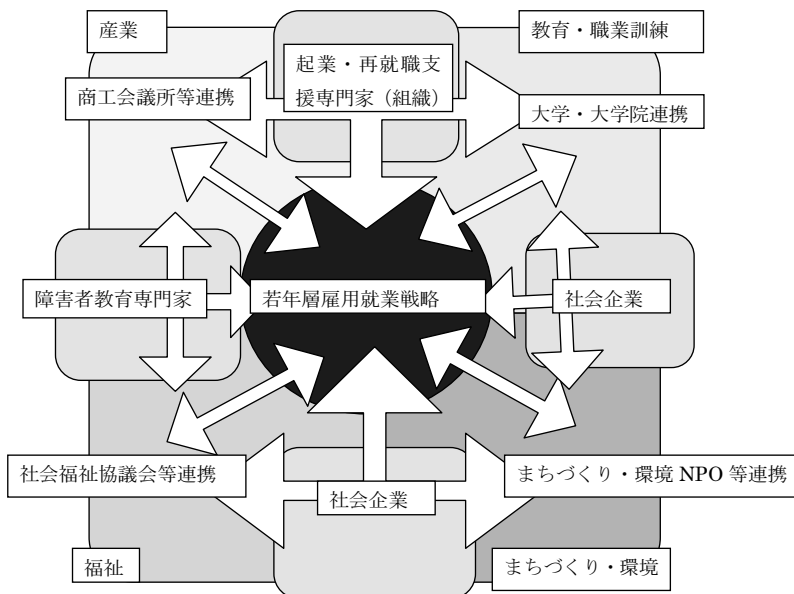 産業
教育・職業訓練
起業・再就職支
援専門家（組織）
商工会議所等連携
大学・大学院連携
障害者教育専門家
若年層雇用就業戦略
社会企業
社会福祉協議会等連携
社会企業
まちづくり・環境 NPO 等連携
福祉
まちづくり・環境